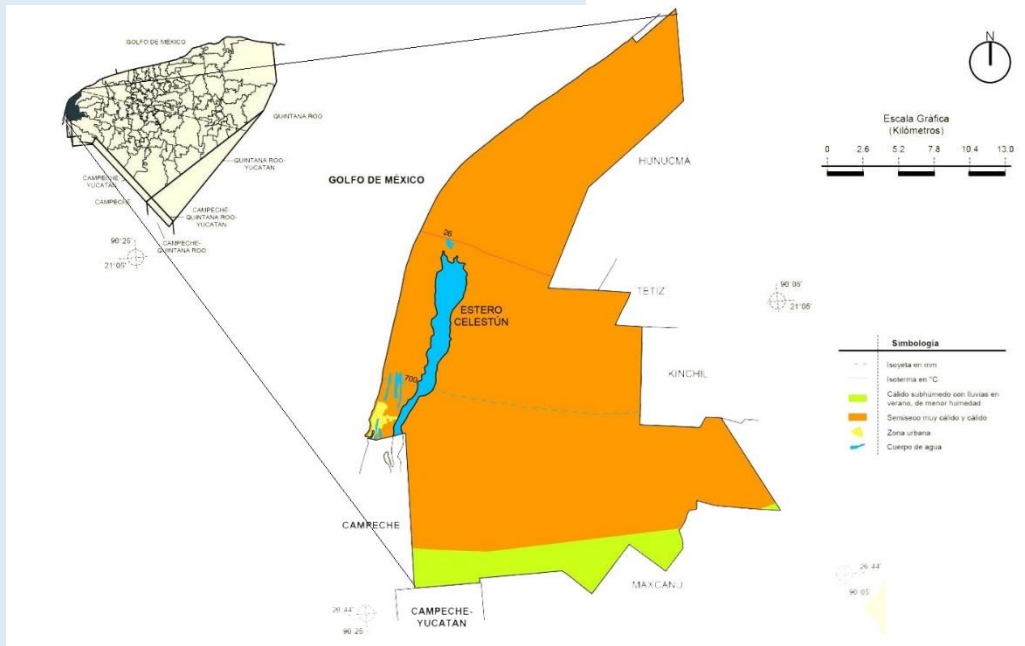 GOLFO DE MÉXICO
QUINTANA ROO
QUINTANA ROO-
YUCATÁN
CAMPECHE-
YUCATÁN
CAMPECHE
CAMPECHE-
QUINTANA ROO-
YUCATÁN
CAMPECHE-
QUINTANA ROO
90°25'
21°05'
N
Escala Gráfica
(Kilómetros)
0 2.6 5.2 7.8 10.4 13.0
HUNUCMA
GOLFO DE MÉXICO
26
TETIZ
90°05'
21°05'
ESTERO
CELESTÚN
KINCHIL
700
Simbología
Isoyeta en mm
Isoterma en °C
Cálido subhúmedo con lluvias en
verano, de menor humedad
Semiseco muy cálido y cálido
Zona urbana
Cuerpo de agua
CAMPECHE
MAXCANU
20°44'
90°05'
20°44'
90°25'
CAMPECHE-
YUCATAN